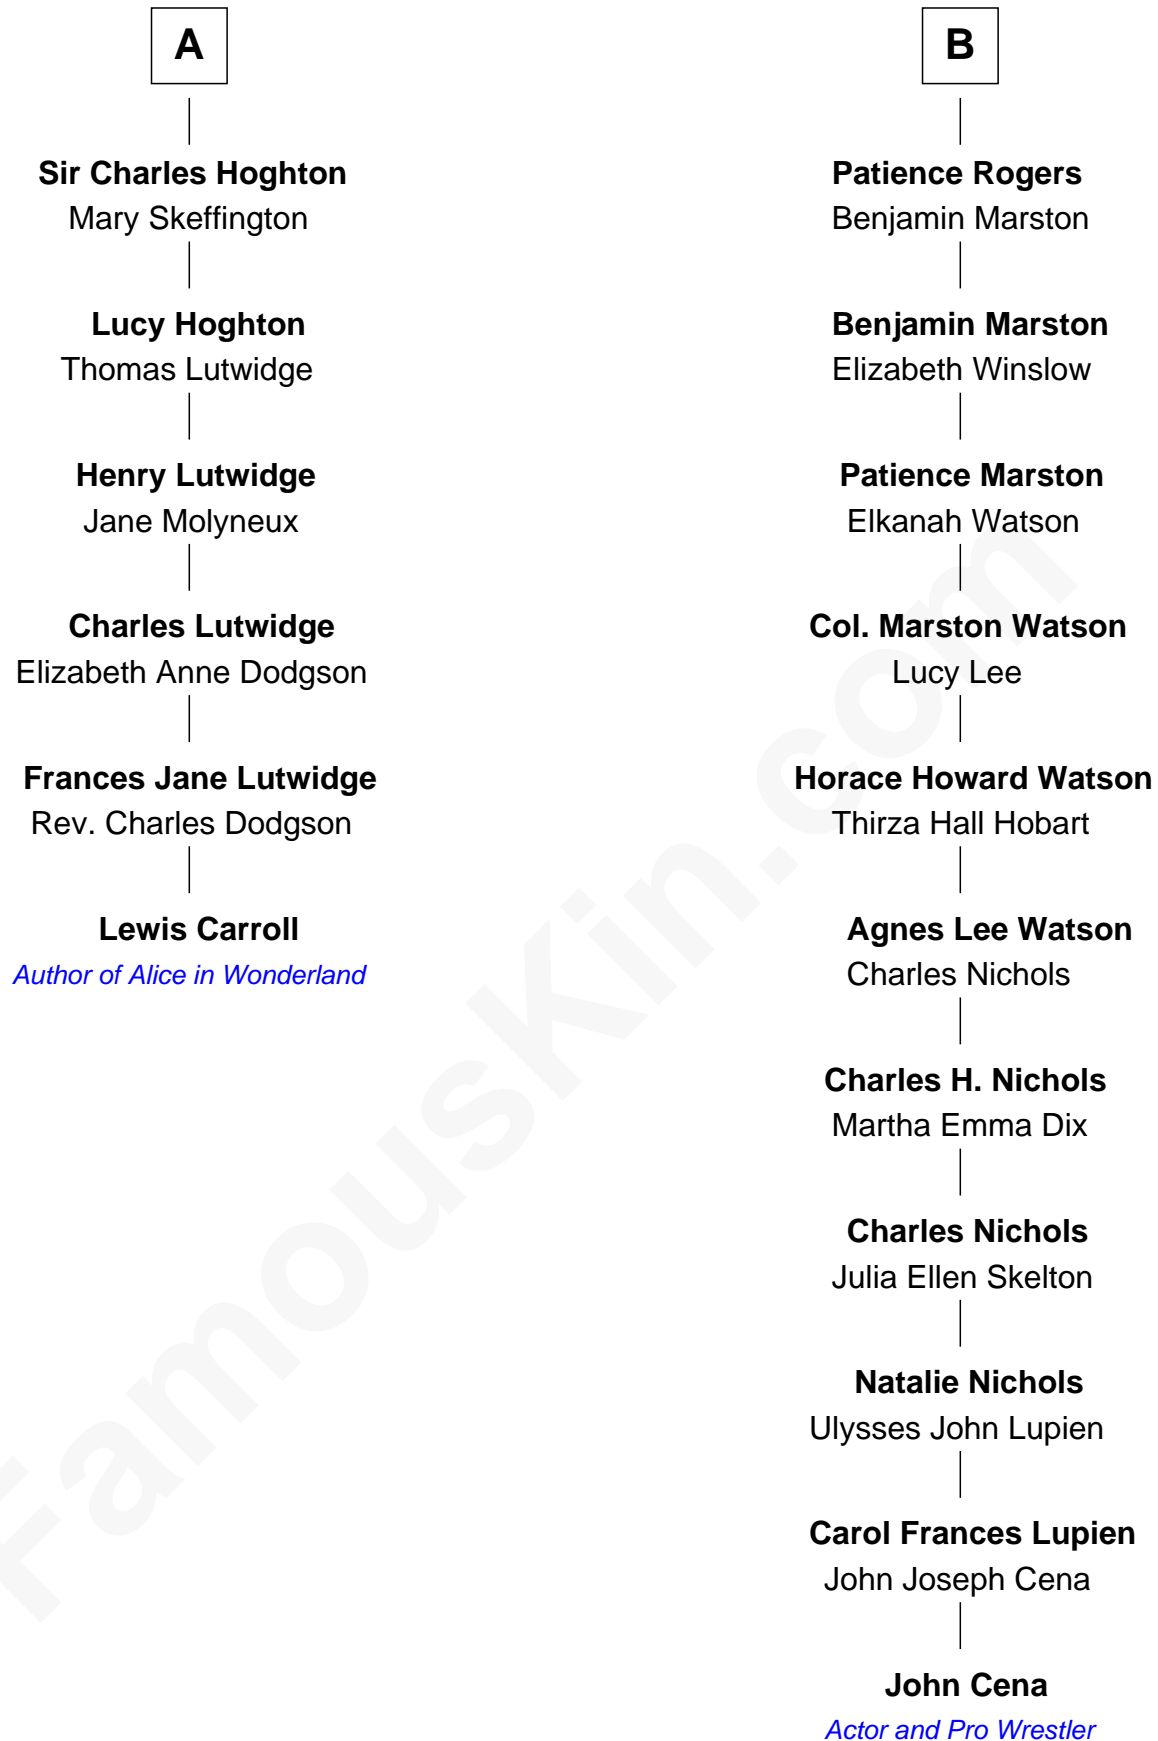 A
Sir Charles Hoghton
Mary Skeffington
Lucy Hoghton
Thomas Lutwidge
Henry Lutwidge
Jane Molyneux
Charles Lutwidge
Elizabeth Anne Dodgson
Frances Jane Lutwidge
Rev. Charles Dodgson
Lewis Carroll
Author of Alice in Wonderland
B
Patience Rogers
Benjamin Marston
Benjamin Marston
Elizabeth Winslow
Patience Marston
Elkanah Watson
Col. Marston Watson
Lucy Lee
Horace Howard Watson
Thirza Hall Hobart
Agnes Lee Watson
Charles Nichols
Charles H. Nichols
Martha Emma Dix
Charles Nichols
Julia Ellen Skelton
Natalie Nichols
Ulysses John Lupien
Carol Frances Lupien
John Joseph Cena
John Cena
Actor and Pro Wrestler
FamousKin.com